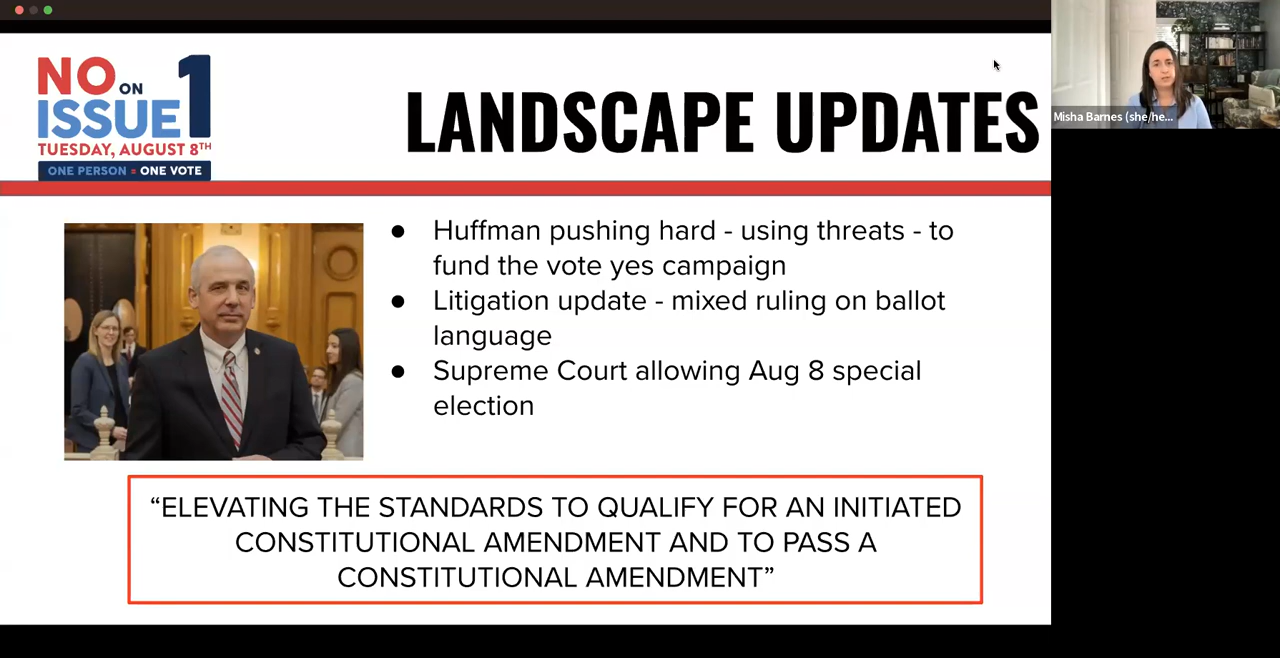 NO ON
ISSUE 1
TUESDAY, AUGUST 8TH
ONE PERSON = ONE VOTE
LANDSCAPE UPDATES
Misha Barnes (she/he...
● Huffman pushing hard - using threats - to
fund the vote yes campaign
● Litigation update - mixed ruling on ballot
language
● Supreme Court allowing Aug 8 special
election
“ELEVATING THE STANDARDS TO QUALIFY FOR AN INITIATED
CONSTITUTIONAL AMENDMENT AND TO PASS A
CONSTITUTIONAL AMENDMENT”